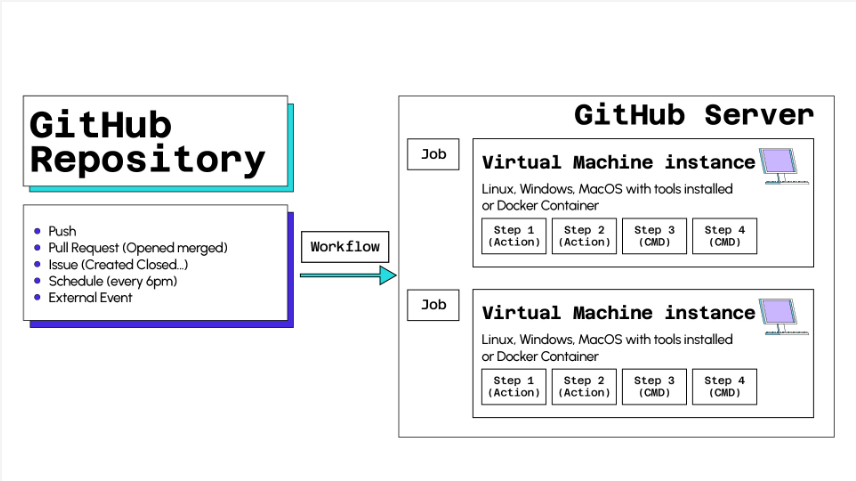 GitHub
Repository
Push
Pull Request (Opened merged)
Issue (Created Closed...)
Schedule (every 6pm)
External Event
Workflow
GitHub Server
Job
Virtual Machine instance
Linux, Windows, MacOS with tools installed
or Docker Container
Step 1 (Action)
Step 2 (Action)
Step 3 (CMD)
Step 4 (CMD)
Job
Virtual Machine instance
Linux, Windows, MacOS with tools installed
or Docker Container
Step 1 (Action)
Step 2 (Action)
Step 3 (CMD)
Step 4 (CMD)